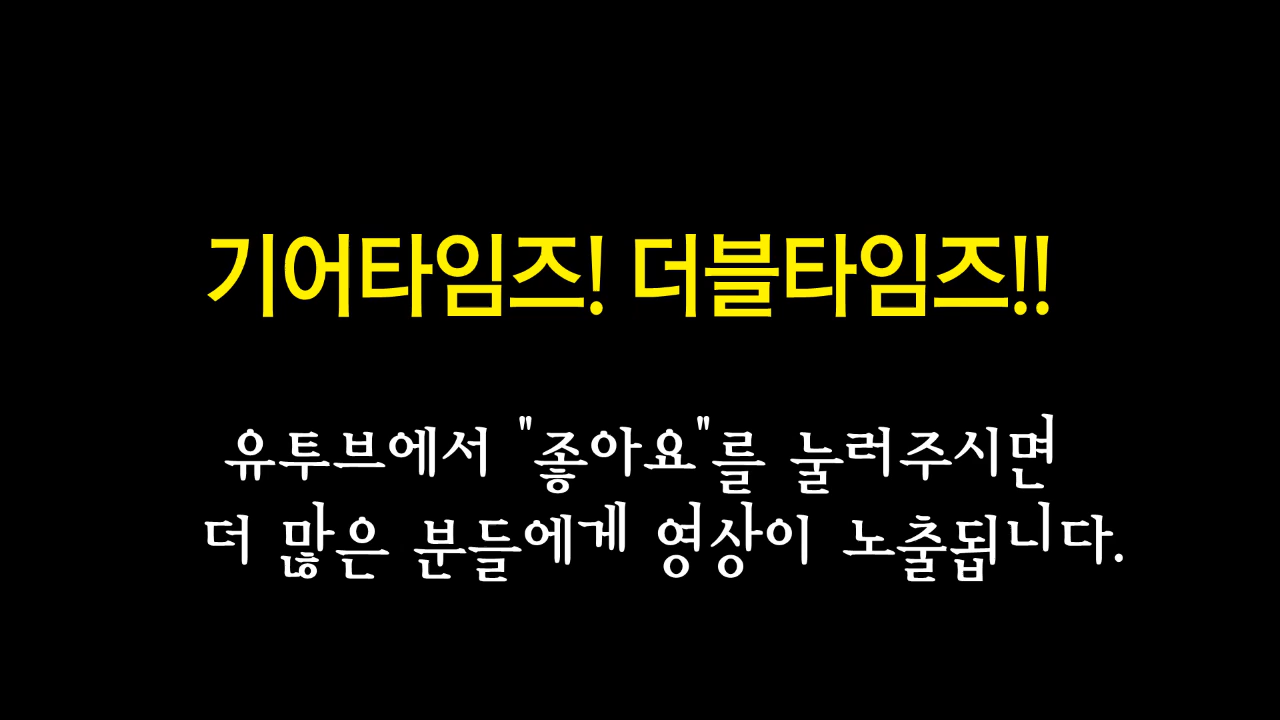 기어타임즈! 더블타임즈!!
유투브에서 "좋아요"를 눌러주시면
더 많은 분들에게 영상이 노출됩니다.